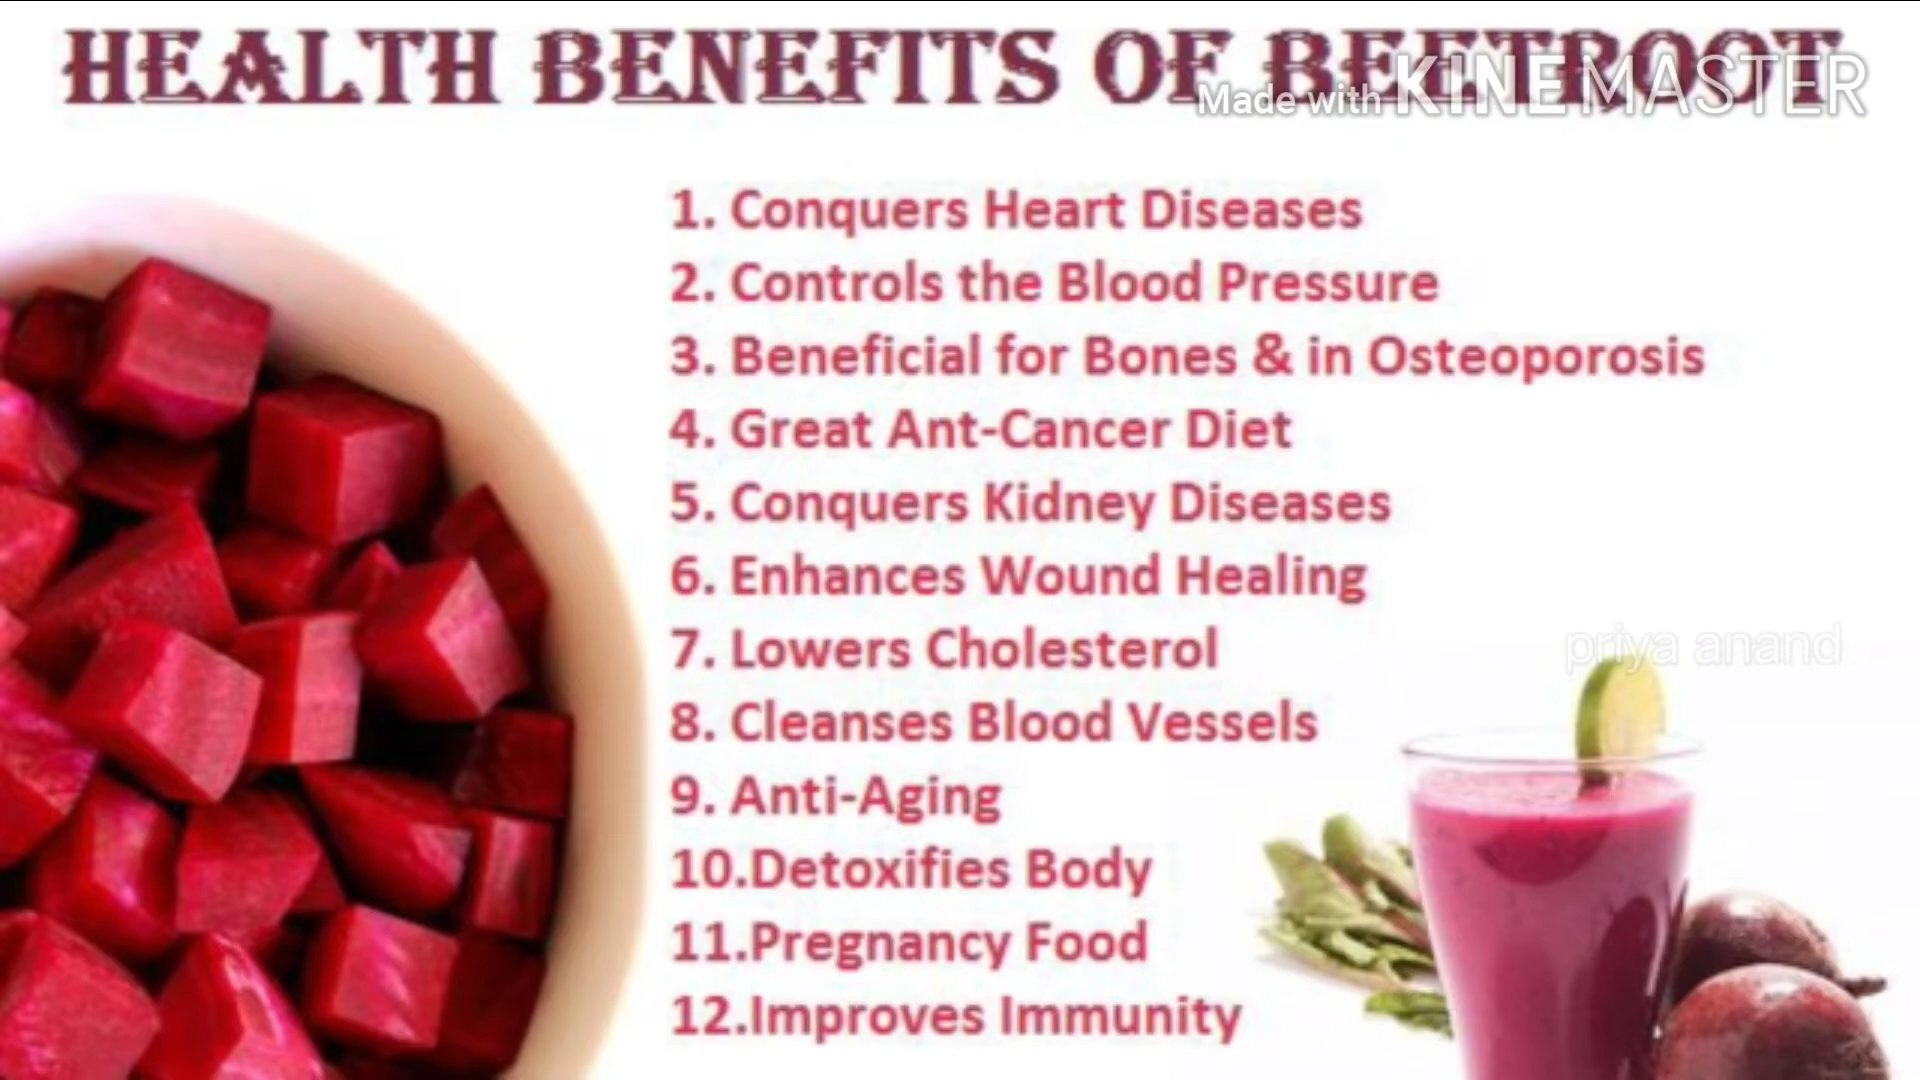 HEALTH BENEFITS OF BEETROOT
Made with KINEMASTER
1. Conquers Heart Diseases
2. Controls the Blood Pressure
3. Beneficial for Bones & in Osteoporosis
4. Great Ant-Cancer Diet
5. Conquers Kidney Diseases
6. Enhances Wound Healing
7. Lowers Cholesterol
8. Cleanses Blood Vessels
9. Anti-Aging
10.Detoxifies Body
11.Pregnancy Food
12.Improves Immunity
priya anand